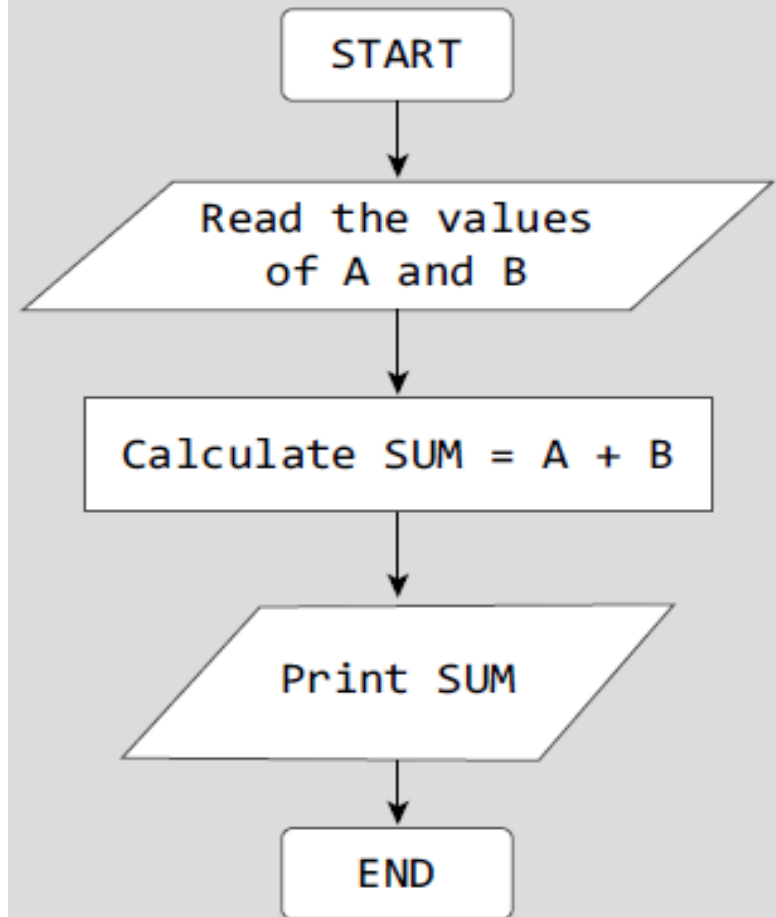 START
Read the values
of A and B
Calculate SUM = A + B
Print SUM
END